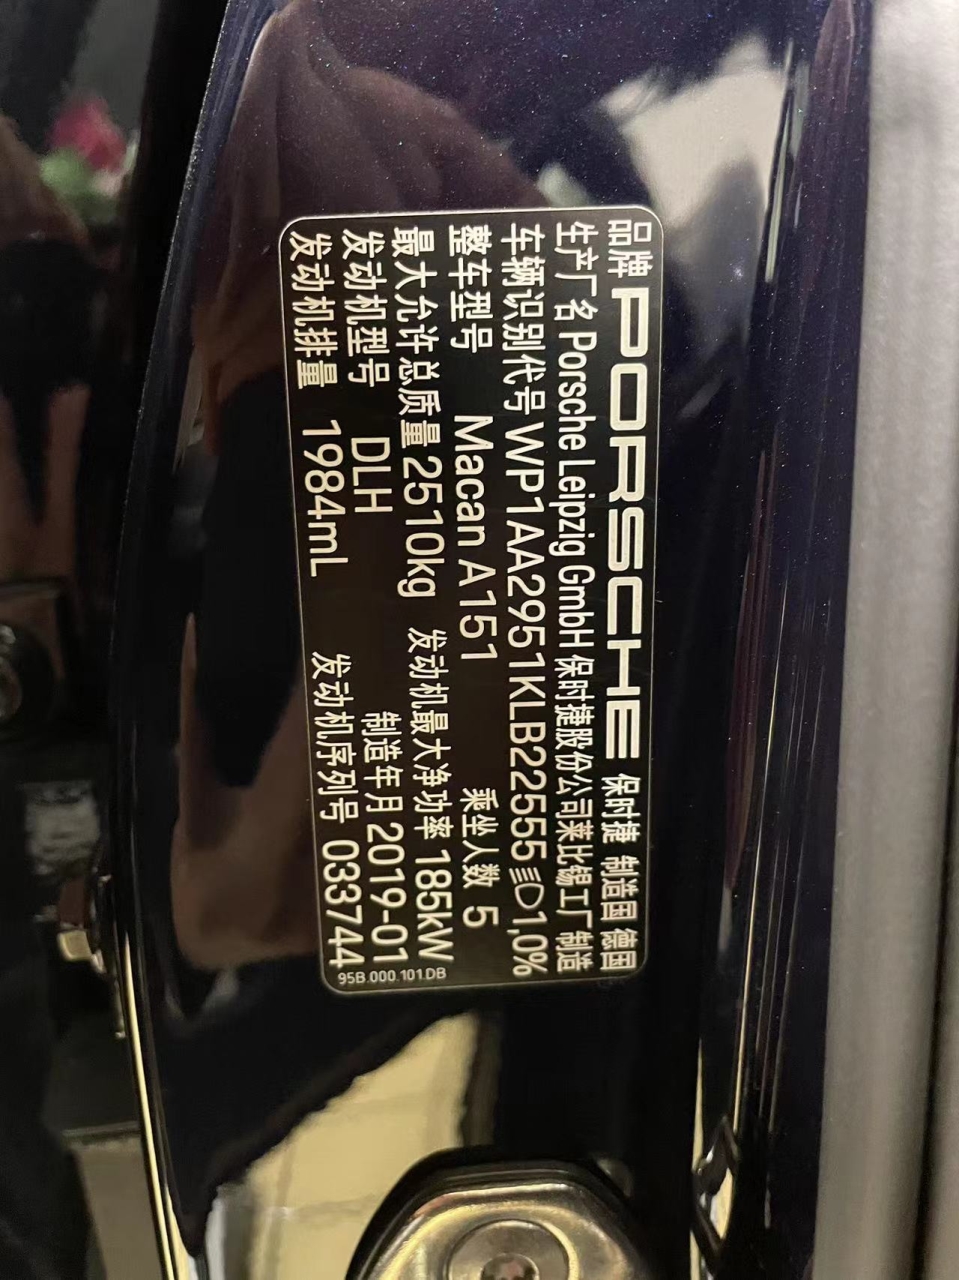 品牌 PORSCHE 保时捷 制造国 德国
生产厂名 Porsche Leipzig GmbH 保时捷股份公司莱比锡工厂制造
车辆识别代号 WP1AA2951KLB22555 1,0%
整车型号 Macan A151 乘坐人数 5
最大允许总质量 2510kg 发动机最大净功率 185kW
发动机型号 DLH 制造年月 2019-01
发动机排量 1984mL 发动机序列号 033744
95B.000.101.DB